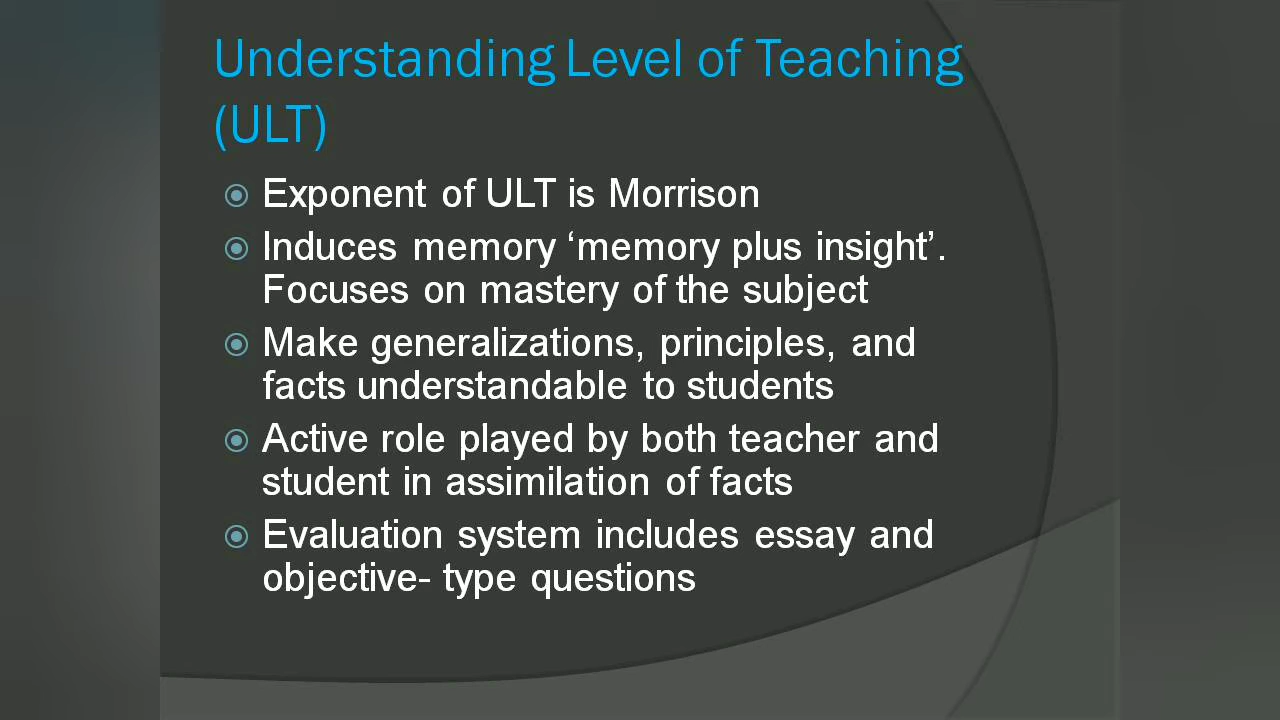 Understanding Level of Teaching
(ULT)
Exponent of ULT is Morrison
Induces memory ‘memory plus insight’.
Focuses on mastery of the subject
Make generalizations, principles, and
facts understandable to students
Active role played by both teacher and
student in assimilation of facts
Evaluation system includes essay and
objective- type questions